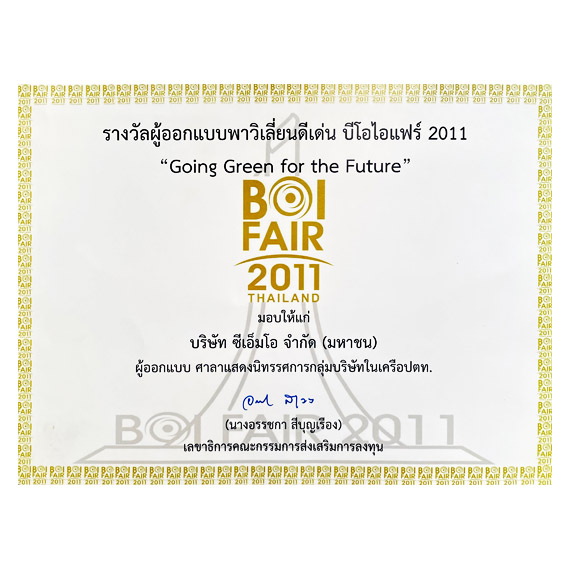 รางวัลผู้ออกแบบพาวิเลี่ยนดีเด่น บีโอไอแฟร์ 2011
“Going Green for the Future”
BOI
FAIR
2011
THAILAND
มอบให้แก่
บริษัท ซีเอ็มโอ จำกัด (มหาชน)
ผู้ออกแบบ ศาลาแสดงนิทรรศการกลุ่มบริษัทในเครือปตท.
(นางอรรชกา สีบุญเรือง)
BOI FAIR 2011
เลขาธิการคณะกรรมการส่งเสริมการลงทุน